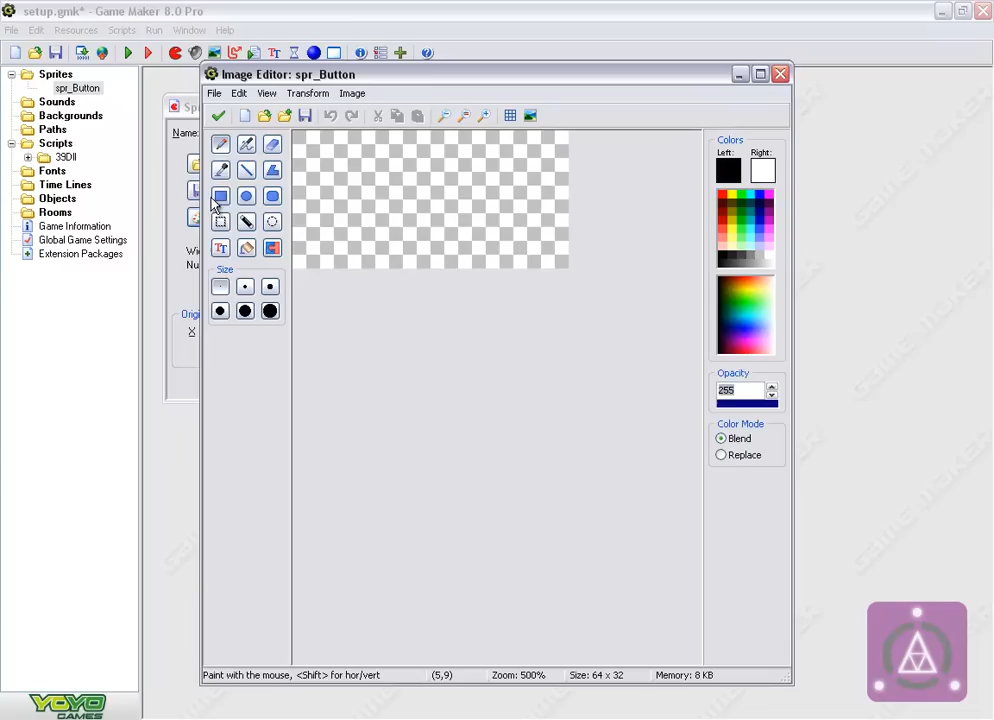 setup.gmk* - Game Maker 8.0 Pro
File Edit Resources Scripts Run Window Help
Sprites
spr_Button
Sounds
Backgrounds
Paths
Scripts
39Dll
Fonts
Time Lines
Objects
Rooms
Game Information
Global Game Settings
Extension Packages
YOYO
GAMES
Name:
Image Editor: spr_Button
File Edit View Transform Image
Size
Colors
Left: Right:
Opacity
255
Color Mode
Blend
Replace
Paint with the mouse, <Shift> for hor/vert (5,9) Zoom: 500% Size: 64 x 32 Memory: 8 KB